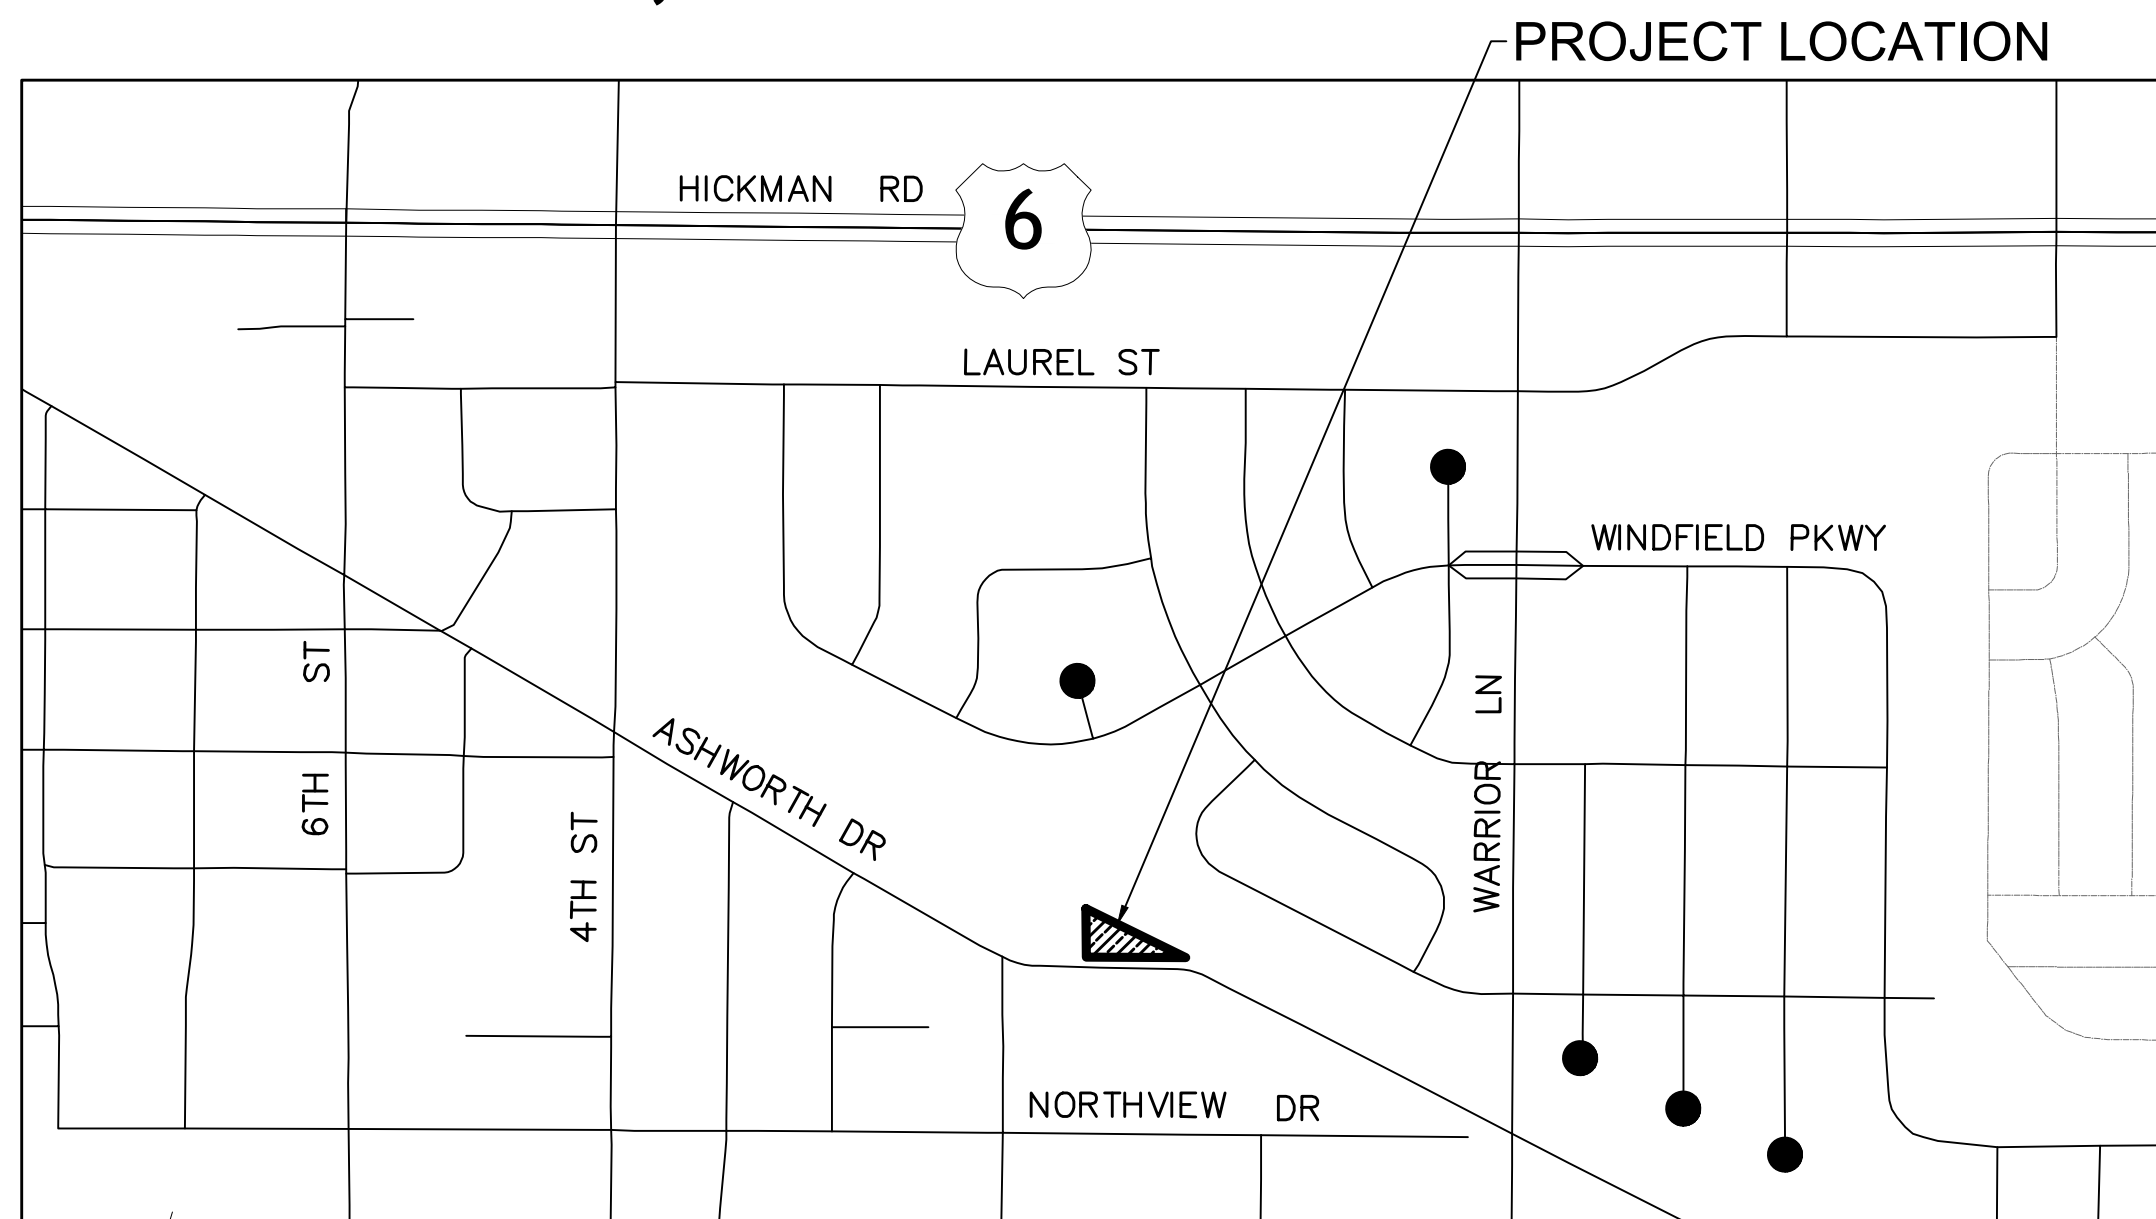 PROJECT LOCATION
HICKMAN RD
6
LAUREL ST
WINDFIELD PKWY
6TH ST
4TH ST
ASHWORTH DR
WARRIOR LN
NORTHVIEW DR